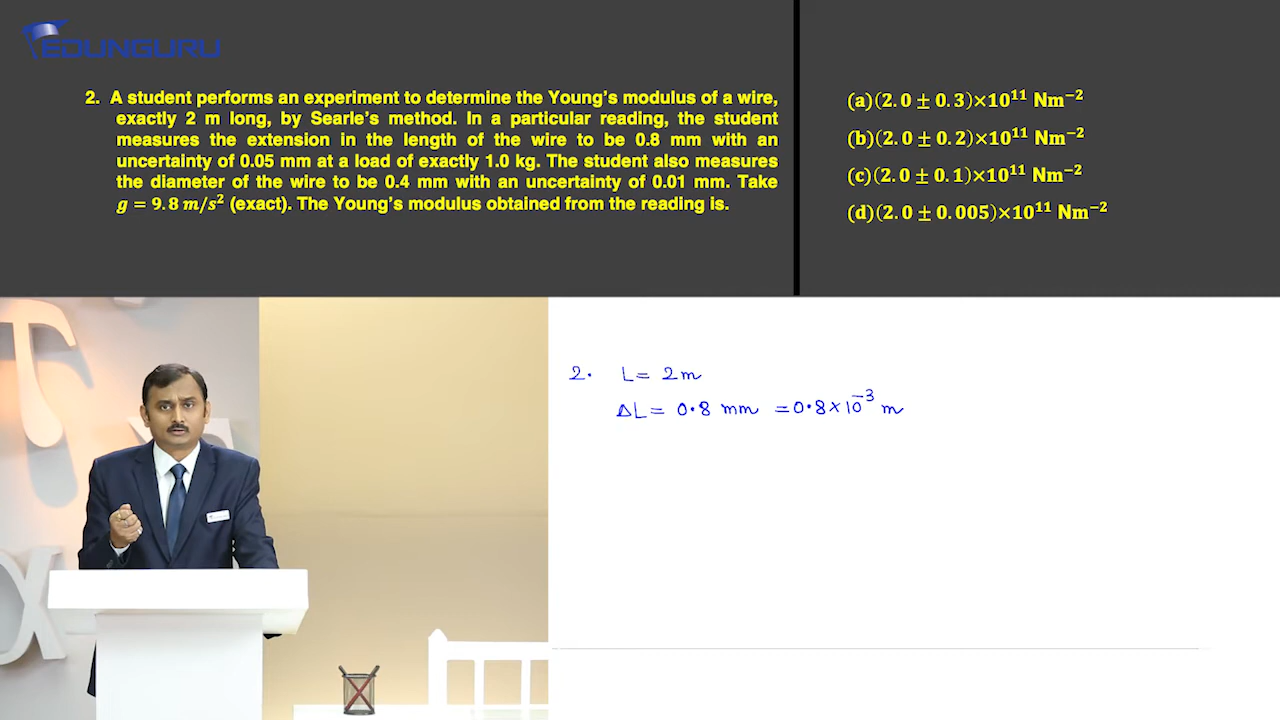 EDUNGURU
2. A student performs an experiment to determine the Young's modulus of a wire,
exactly 2 m long, by Searle's method. In a particular reading, the student
measures the extension in the length of the wire to be 0.8 mm with an
uncertainty of 0.05 mm at a load of exactly 1.0 kg. The student also measures
the diameter of the wire to be 0.4 mm with an uncertainty of 0.01 mm. Take
g = 9.8 m/s² (exact). The Young's modulus obtained from the reading is.
(a)(2.0 ± 0.3)×10¹¹ Nm⁻²
(b)(2.0 ± 0.2)×10¹¹ Nm⁻²
(c)(2.0 ± 0.1)×10¹¹ Nm⁻²
(d)(2.0 ± 0.005)×10¹¹ Nm⁻²
2. L = 2m
ΔL = 0.8 mm = 0.8×10⁻³ m